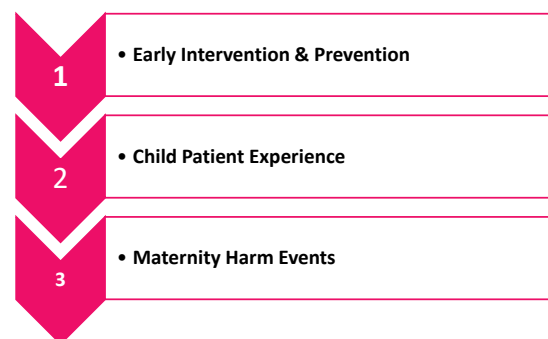 1
• Early Intervention & Prevention
2
• Child Patient Experience
3
• Maternity Harm Events